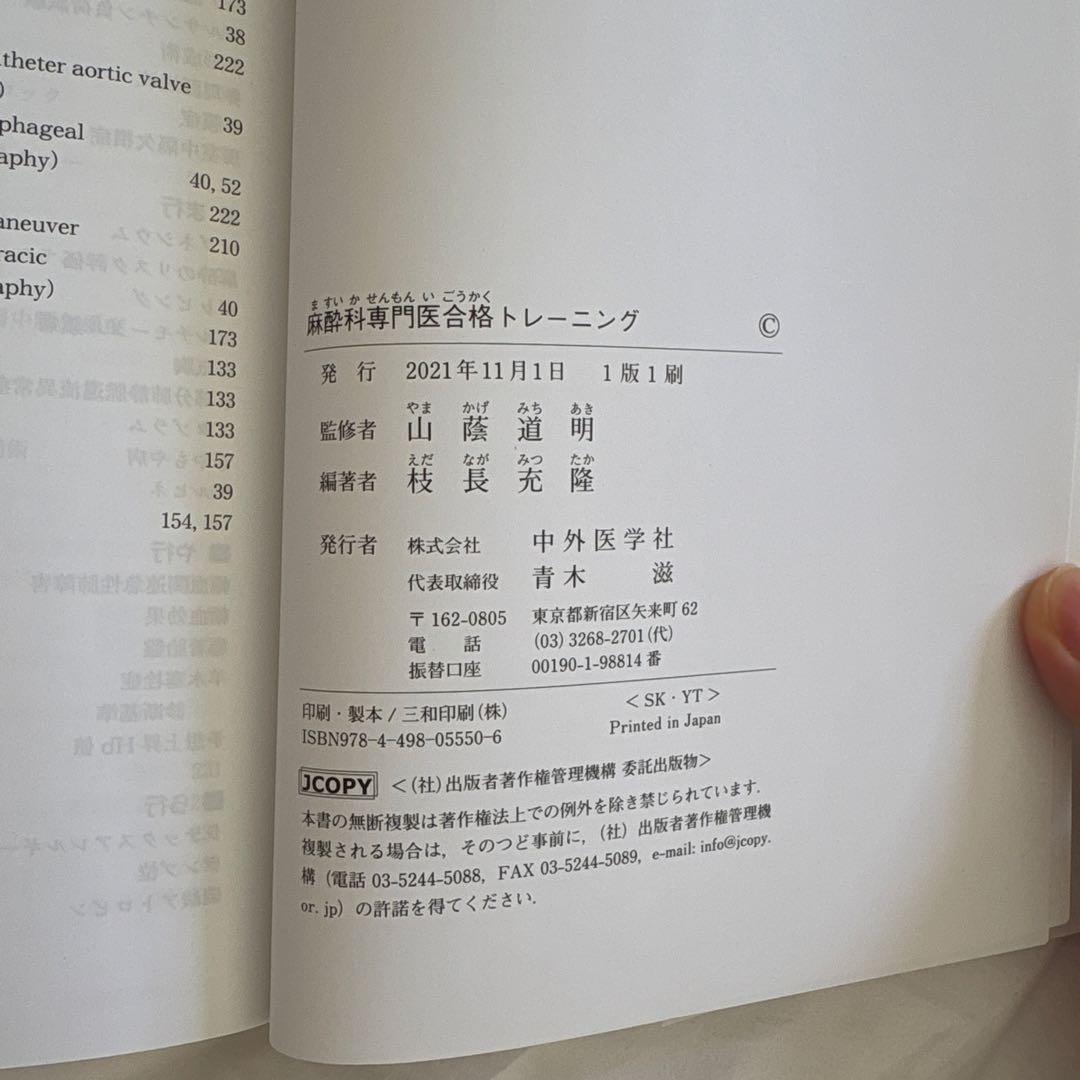 173
38
222
theter aortic valve
)
39
phageal
aphy)
40, 52
222
aneuver
210
racic
aphy)
40
173
133
133
133
157
39
154, 157
ますいかせんもんいごうかく
麻酔科専門医合格トレーニング ©
発行 2021年11月1日 1版1刷
やま かげ みち あき
監修者 山蔭道明
えだ なが みつ たか
編著者 枝長充隆
発行者 株式会社 中外医学社
代表取締役 青木 滋
〒162-0805 東京都新宿区矢来町62
電話 (03)3268-2701(代)
振替口座 00190-1-98814番
印刷・製本/三和印刷(株) <SK・YT>
ISBN978-4-498-05550-6 Printed in Japan
JCOPY <(社)出版者著作権管理機構 委託出版物>
本書の無断複製は著作権法上での例外を除き禁じられています.
複製される場合は,そのつど事前に,(社)出版者著作権管理機
構(電話 03-5244-5088, FAX 03-5244-5089, e-mail: info@jcopy.
or.jp)の許諾を得てください.